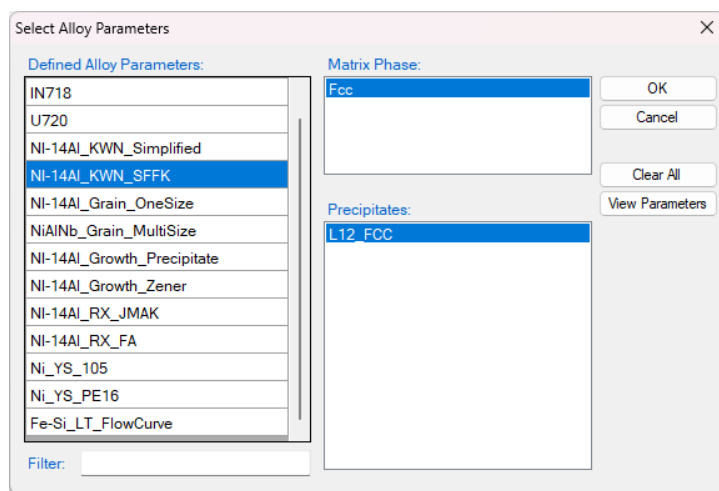 Select Alloy Parameters
Defined Alloy Parameters:
IN718
U720
NI-14Al_KWN_Simplified
NI-14Al_KWN_SFFK
NI-14Al_Grain_OneSize
NiAlNb_Grain_MultiSize
NI-14Al_Growth_Precipitate
NI-14Al_Growth_Zener
NI-14Al_RX_JMAK
NI-14Al_RX_FA
Ni_YS_105
Ni_YS_PE16
Fe-Si_LT_FlowCurve
Filter:
Matrix Phase:
Fcc
Precipitates:
L12_FCC
OK
Cancel
Clear All
View Parameters